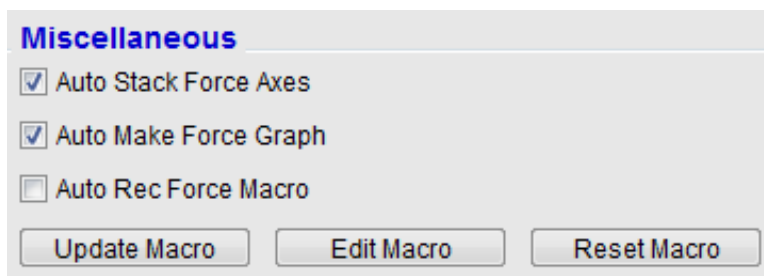 Miscellaneous
Auto Stack Force Axes
Auto Make Force Graph
Auto Rec Force Macro
Update Macro Edit Macro Reset Macro